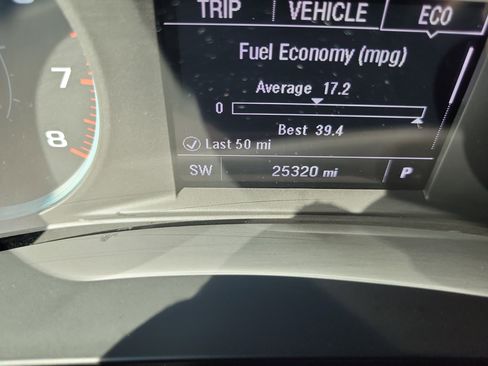 TRIP VEHICLE ECO
Fuel Economy (mpg)
Average 17.2
0
Best 39.4
Last 50 mi
SW 25320 mi P
7
8